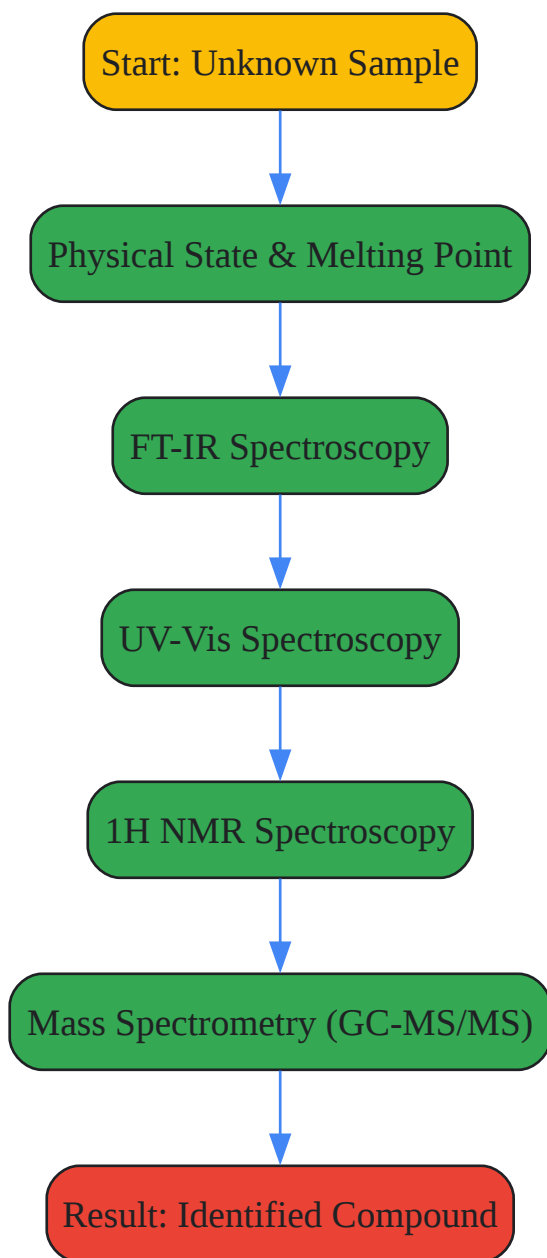 Start: Unknown Sample
Physical State & Melting Point
FT-IR Spectroscopy
UV-Vis Spectroscopy
1H NMR Spectroscopy
Mass Spectrometry (GC-MS/MS)
Result: Identified Compound